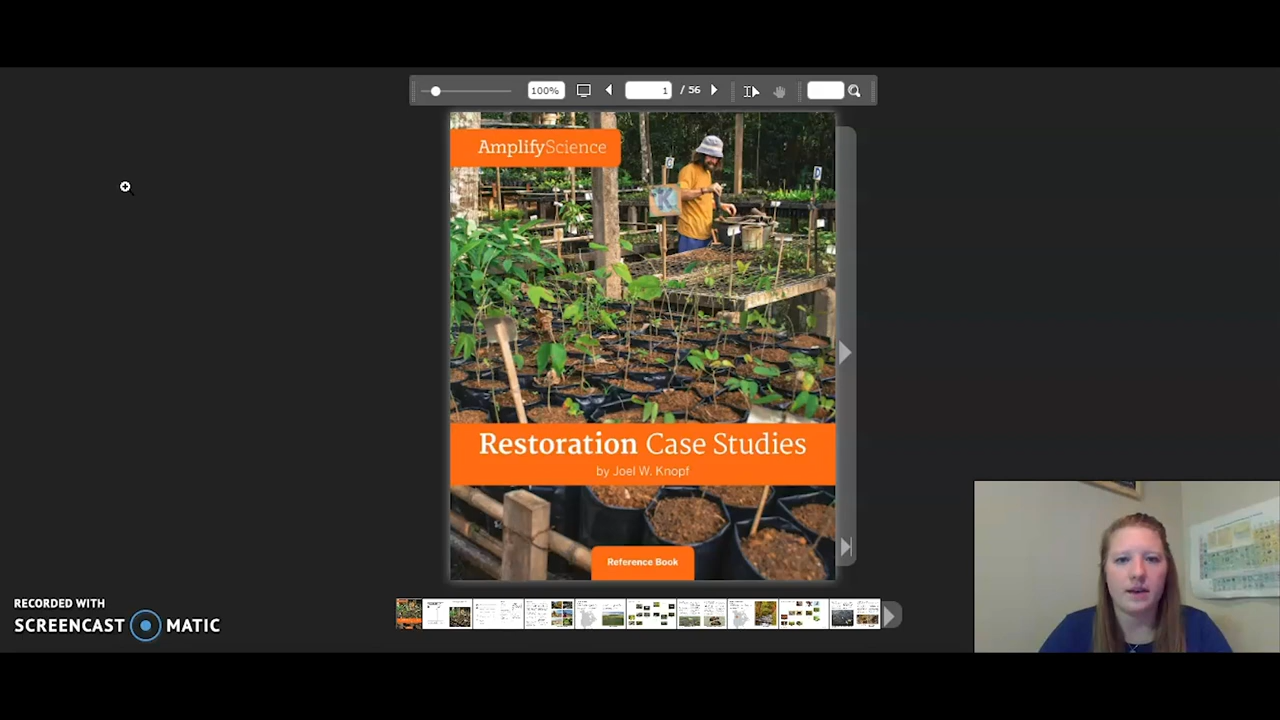 100%
1
/ 56
AmplifyScience
K
D
Restoration Case Studies
by Joel W. Knopf
Reference Book
RECORDED WITH
SCREENCAST MATIC